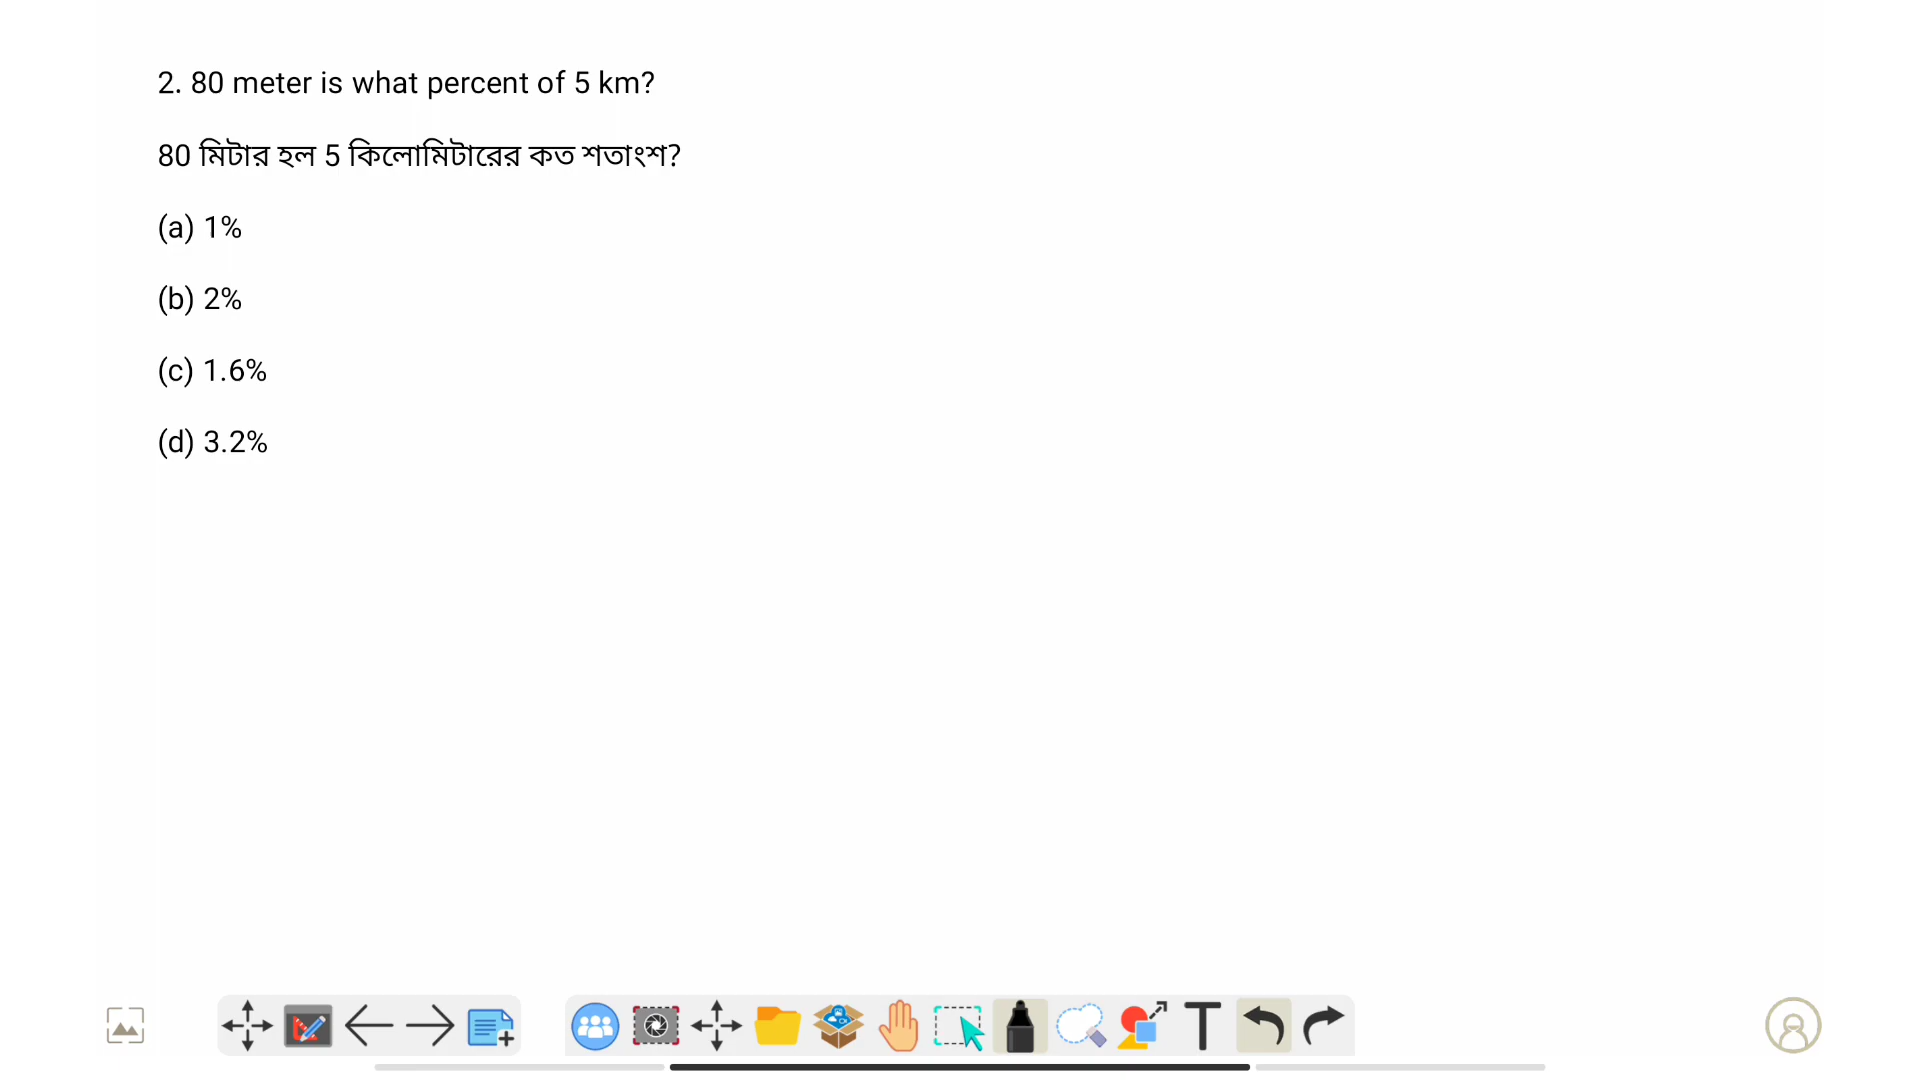 2. 80 meter is what percent of 5 km?
80 মিটার হল 5 কিলোমিটারের কত শতাংশ?
(a) 1%
(b) 2%
(c) 1.6%
(d) 3.2%